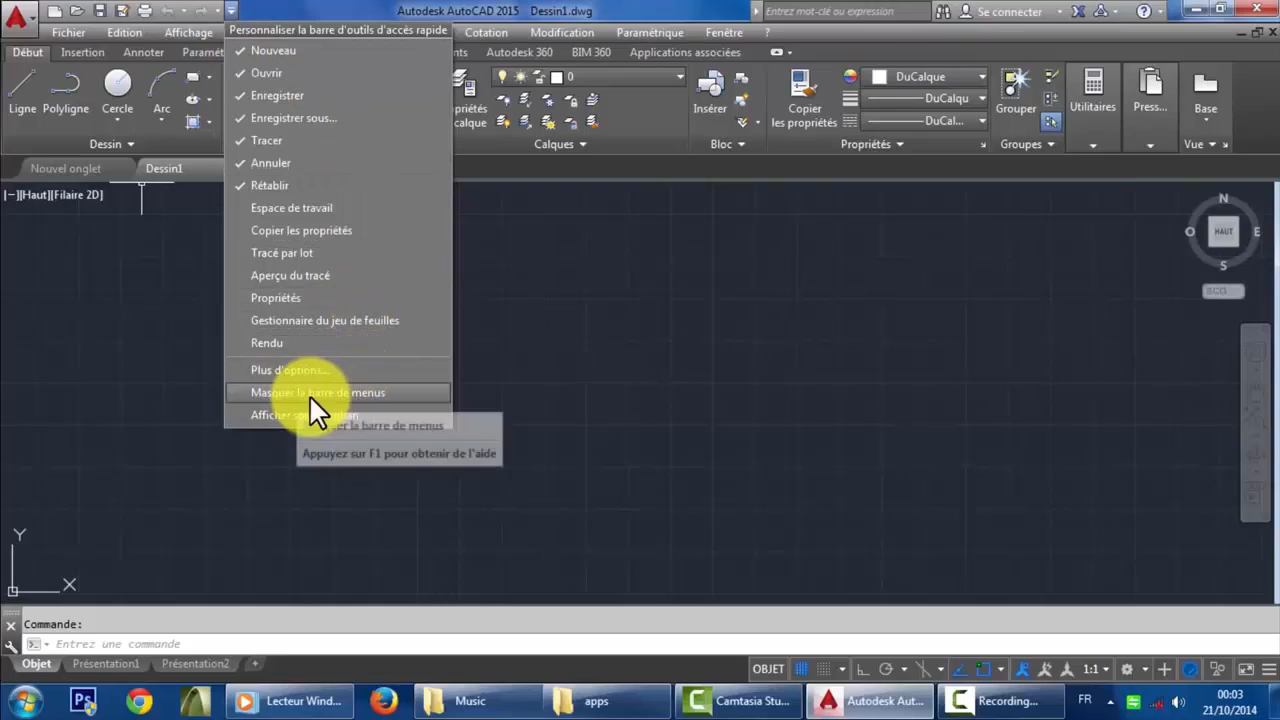 Autodesk AutoCAD 2015 Dessin1.dwg
Entrez mot-clé ou expression
Se connecter
Fichier Edition Affichage Cotation Modification Paramétrique Fenêtre ?
Début Insertion Annoter Autodesk 360 BIM 360 Applications associées
Personnaliser la barre d'outils d'accès rapide
Nouveau
Ouvrir
Enregistrer
Enregistrer sous...
Tracer
Annuler
Rétablir
Espace de travail
Copier les propriétés
Tracé par lot
Aperçu du tracé
Propriétés
Gestionnaire du jeu de feuilles
Rendu
Plus d'options...
Masquer la barre de menus
Afficher
la barre de menus
Appuyez sur F1 pour obtenir de l'aide
Ligne Polyligne Cercle Arc
Dessin
0
Calques
Insérer
Bloc
Copier
les propriétés
DuCalque
DuCalqu
DuCal...
Propriétés
Grouper
Groupes
Utilitaires
Press...
Base
Vue
Nouvel onglet Dessin1
[−][Haut][Filaire 2D]
N
O HAUT E
S
SCG
Y
X
Commande:
Entrez une commande
Objet Présentation1 Présentation2 +
OBJET 1:1
Ps Lecteur Wind... Music apps Camtasia Stu... Autodesk Aut... Recording... FR
00:03
21/10/2014